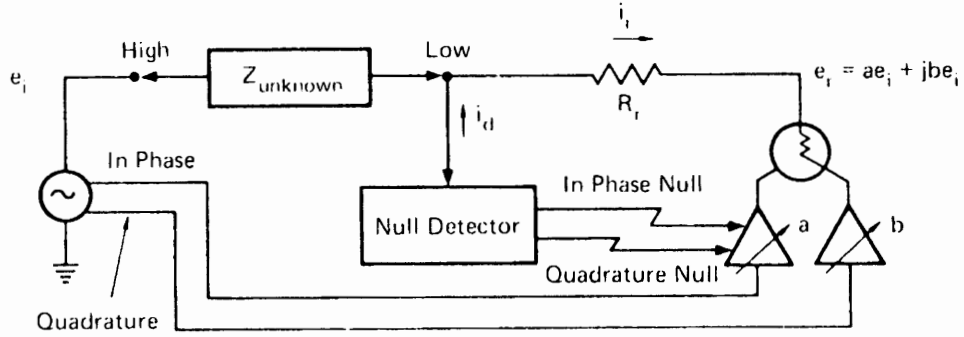 High
Low
i_r
e_i
Z_unknown
e_r = ae_i + jbe_i
R_r
i_d
In Phase
In Phase Null
Null Detector
a
b
Quadrature Null
Quadrature